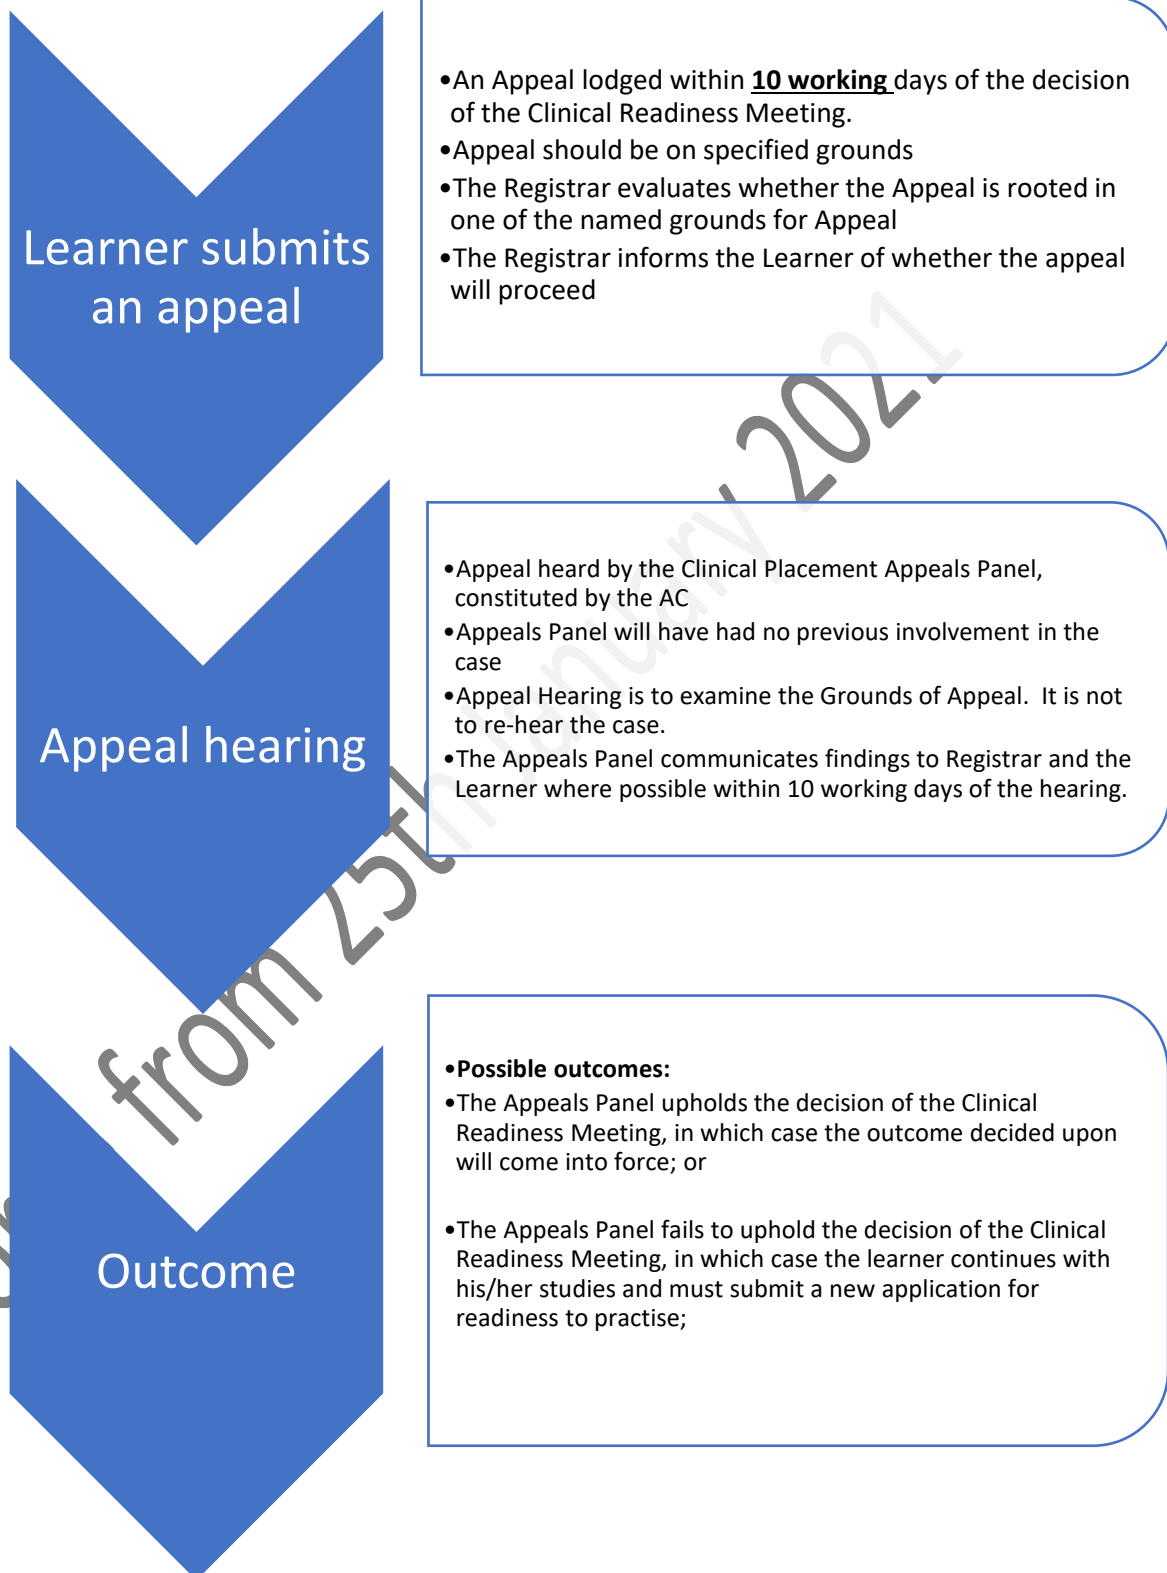 Learner submits
an appeal
•An Appeal lodged within 10 working days of the decision
of the Clinical Readiness Meeting.
•Appeal should be on specified grounds
•The Registrar evaluates whether the Appeal is rooted in
one of the named grounds for Appeal
•The Registrar informs the Learner of whether the appeal
will proceed
Appeal hearing
•Appeal heard by the Clinical Placement Appeals Panel,
constituted by the AC
•Appeals Panel will have had no previous involvement in the
case
•Appeal Hearing is to examine the Grounds of Appeal.  It is not
to re-hear the case.
•The Appeals Panel communicates findings to Registrar and the
Learner where possible within 10 working days of the hearing.
Outcome
•Possible outcomes:
•The Appeals Panel upholds the decision of the Clinical
Readiness Meeting, in which case the outcome decided upon
will come into force; or
•The Appeals Panel fails to uphold the decision of the Clinical
Readiness Meeting, in which case the learner continues with
his/her studies and must submit a new application for
readiness to practise;
from 25th January 2021